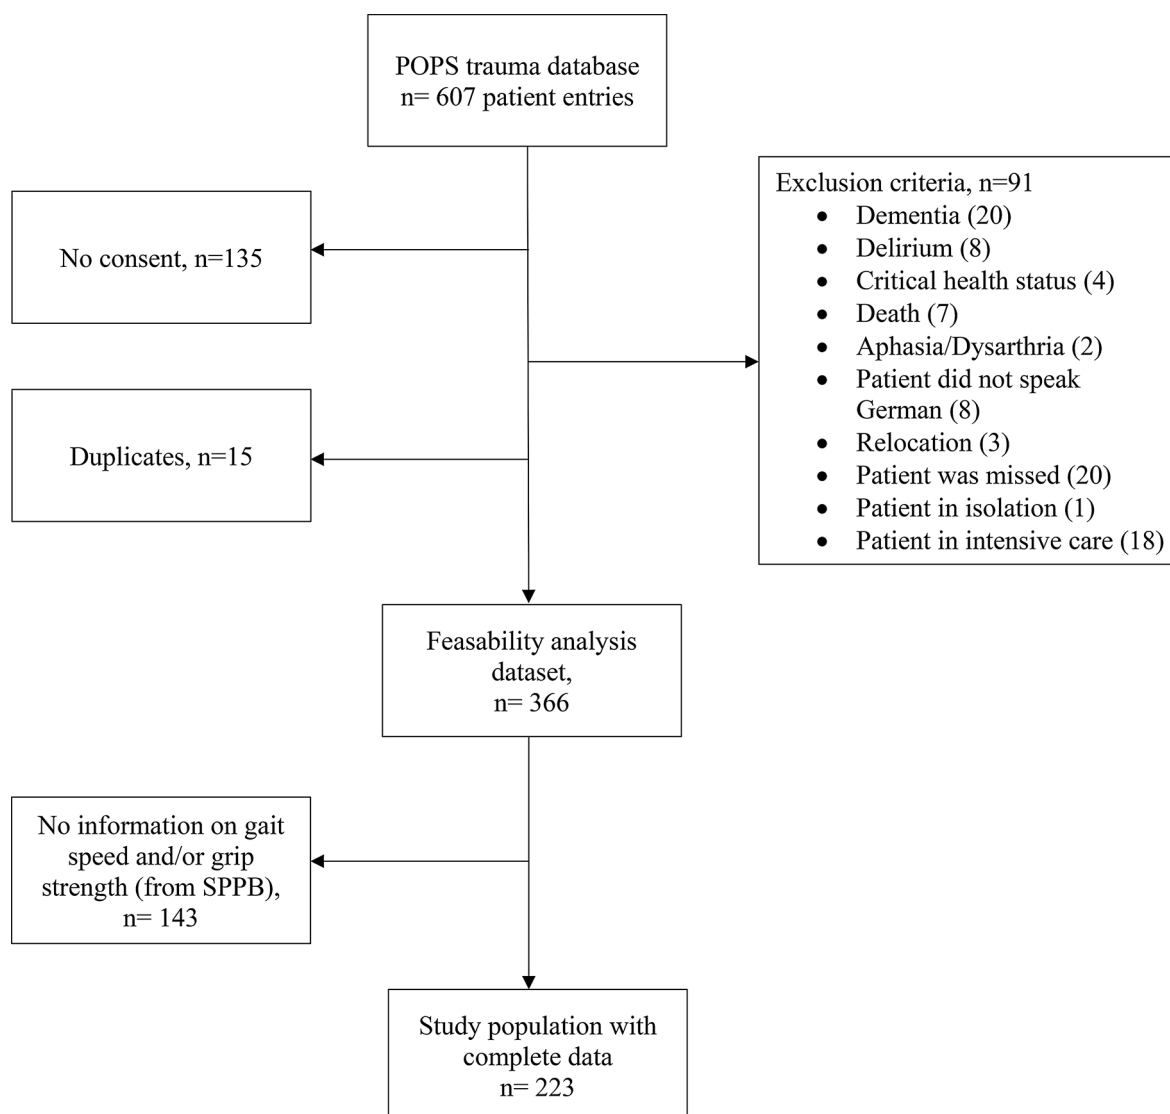 POPS trauma database
n= 607 patient entries
No consent, n=135
Exclusion criteria, n=91
• Dementia (20)
• Delirium (8)
• Critical health status (4)
• Death (7)
• Aphasia/Dysarthria (2)
• Patient did not speak
German (8)
• Relocation (3)
• Patient was missed (20)
• Patient in isolation (1)
• Patient in intensive care (18)
Duplicates, n=15
Feasability analysis
dataset,
n= 366
No information on gait
speed and/or grip
strength (from SPPB),
n= 143
Study population with
complete data
n= 223